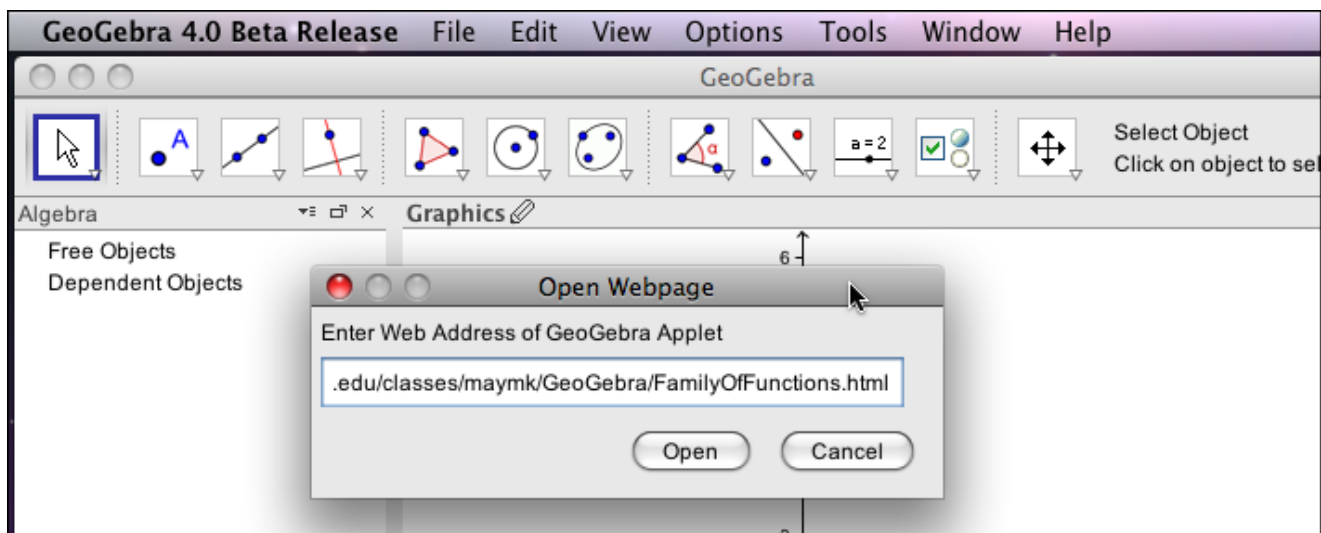 GeoGebra 4.0 Beta Release File Edit View Options Tools Window Help
GeoGebra
A
α
a = 2
Select Object
Click on object to sel
Algebra
Graphics
Free Objects
Dependent Objects
6
Open Webpage
Enter Web Address of GeoGebra Applet
.edu/classes/maymk/GeoGebra/FamilyOfFunctions.html
Open Cancel